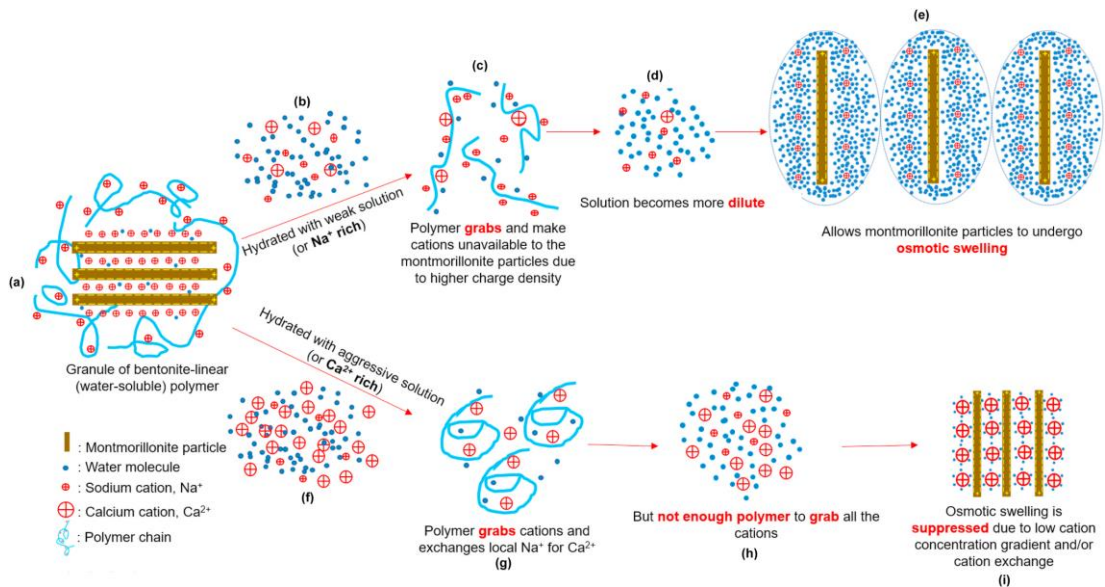 (a)
Granule of bentonite-linear
(water-soluble) polymer
: Montmorillonite particle
: Water molecule
: Sodium cation, Na⁺
: Calcium cation, Ca²⁺
: Polymer chain
(b)
Hydrated with weak solution
(or Na⁺ rich)
(c)
Polymer grabs and make
cations unavailable to the
montmorillonite particles due
to higher charge density
(d)
Solution becomes more dilute
(e)
Allows montmorillonite particles to undergo
osmotic swelling
Hydrated with aggressive solution
(or Ca²⁺ rich)
(f)
Polymer grabs cations and
exchanges local Na⁺ for Ca²⁺
(g)
But not enough polymer to grab all the
cations
(h)
Osmotic swelling is
suppressed due to low cation
concentration gradient and/or
cation exchange
(i)